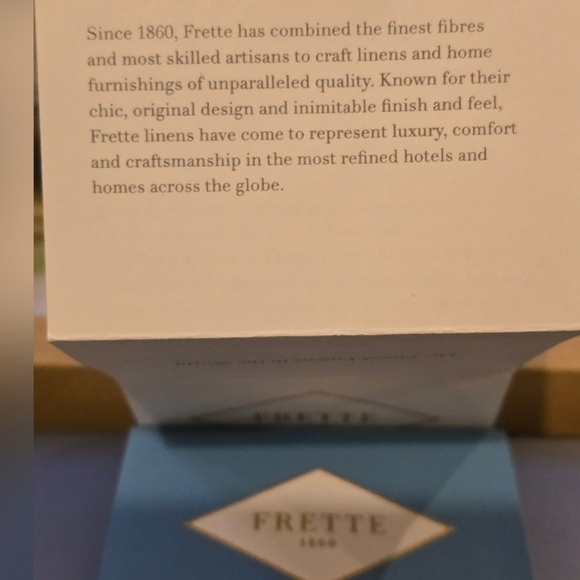 Since 1860, Frette has combined the finest fibres
and most skilled artisans to craft linens and home
furnishings of unparalleled quality. Known for their
chic, original design and inimitable finish and feel,
Frette linens have come to represent luxury, comfort
and craftsmanship in the most refined hotels and
homes across the globe.
FRETTE
FRETTE
1860